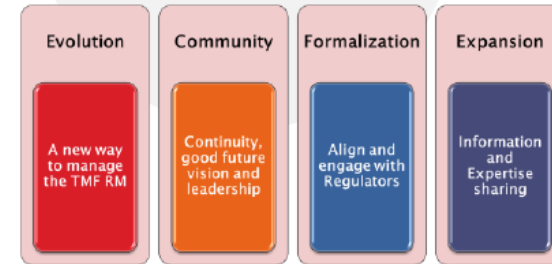 Evolution
A new way
to manage
the TMF RM
Community
Continuity,
good future
vision and
leadership
Formalization
Align and
engage with
Regulators
Expansion
Information
and
Expertise
sharing